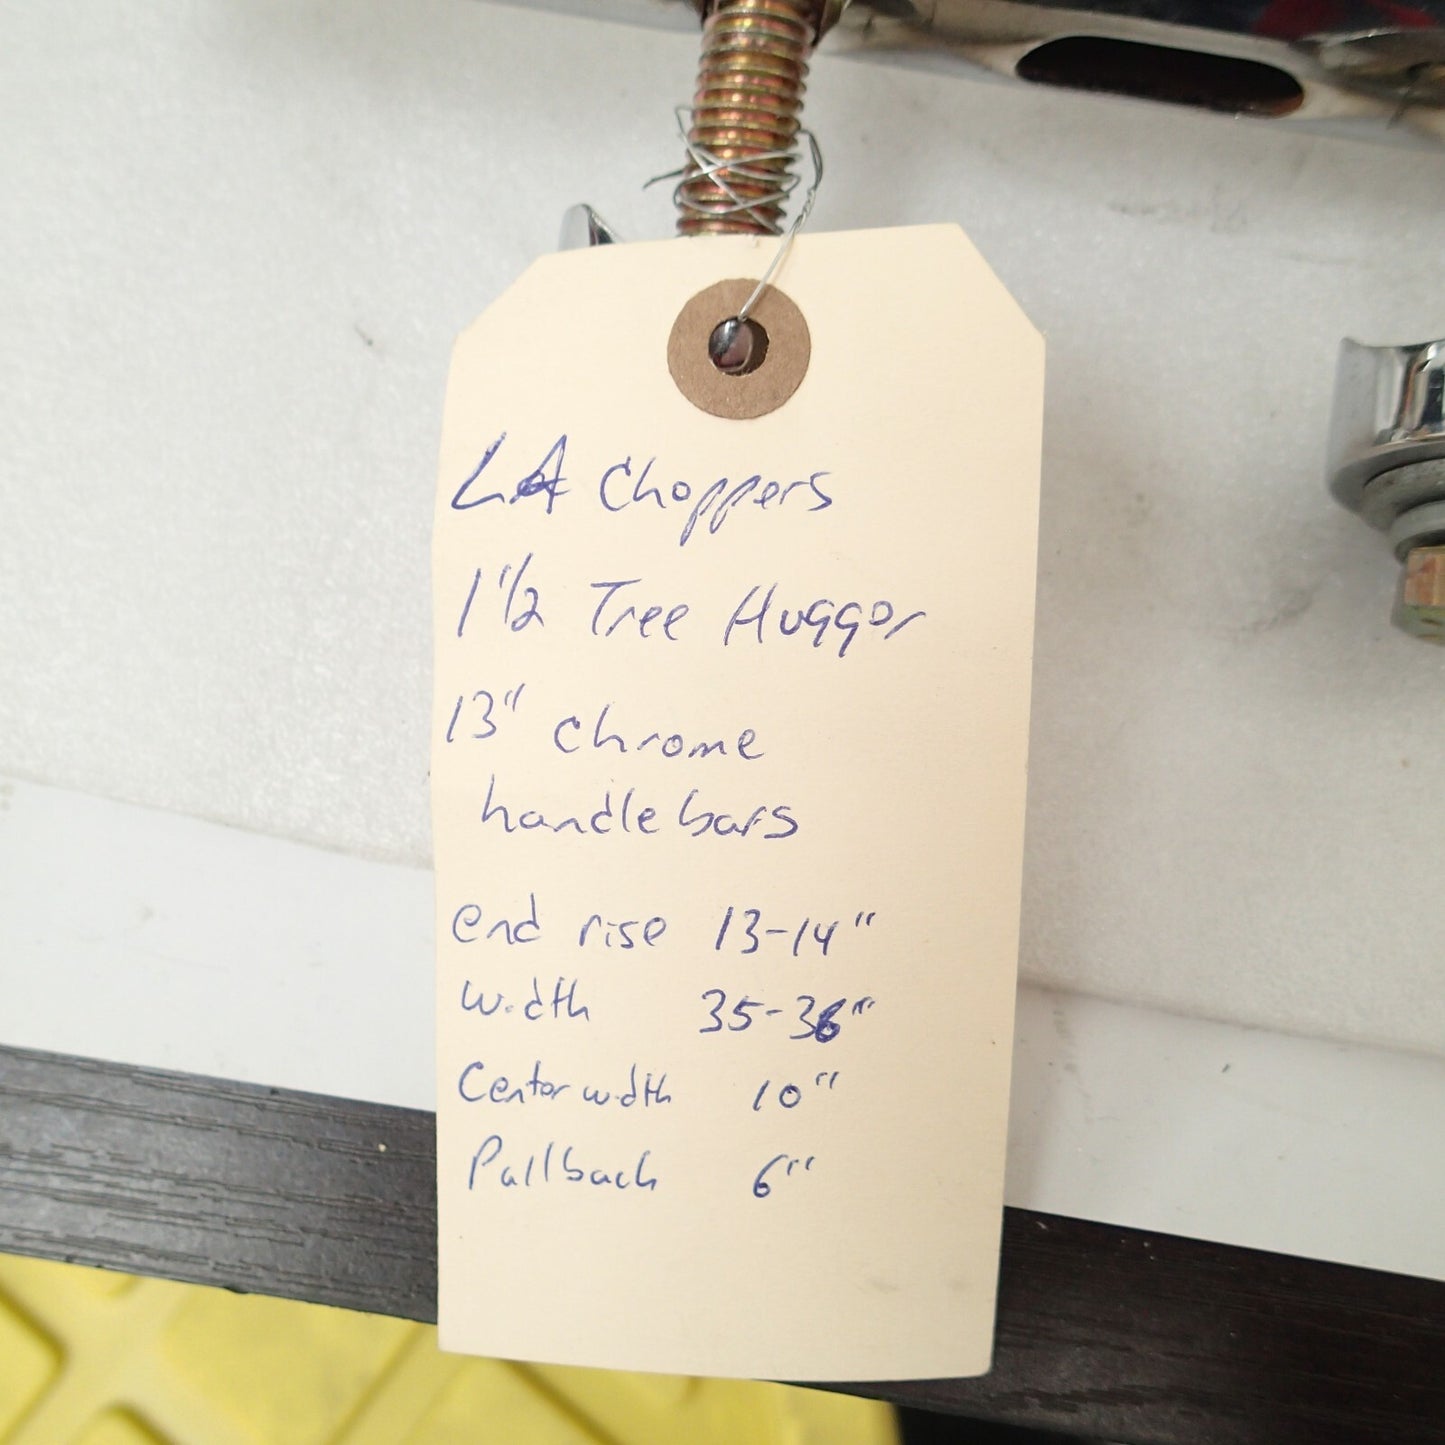 LA Choppers
1"1/2 Tree Huggor
13" chrome
handlebars
end rise 13-14"
width 35-36"
Center width 10"
Pullback 6"